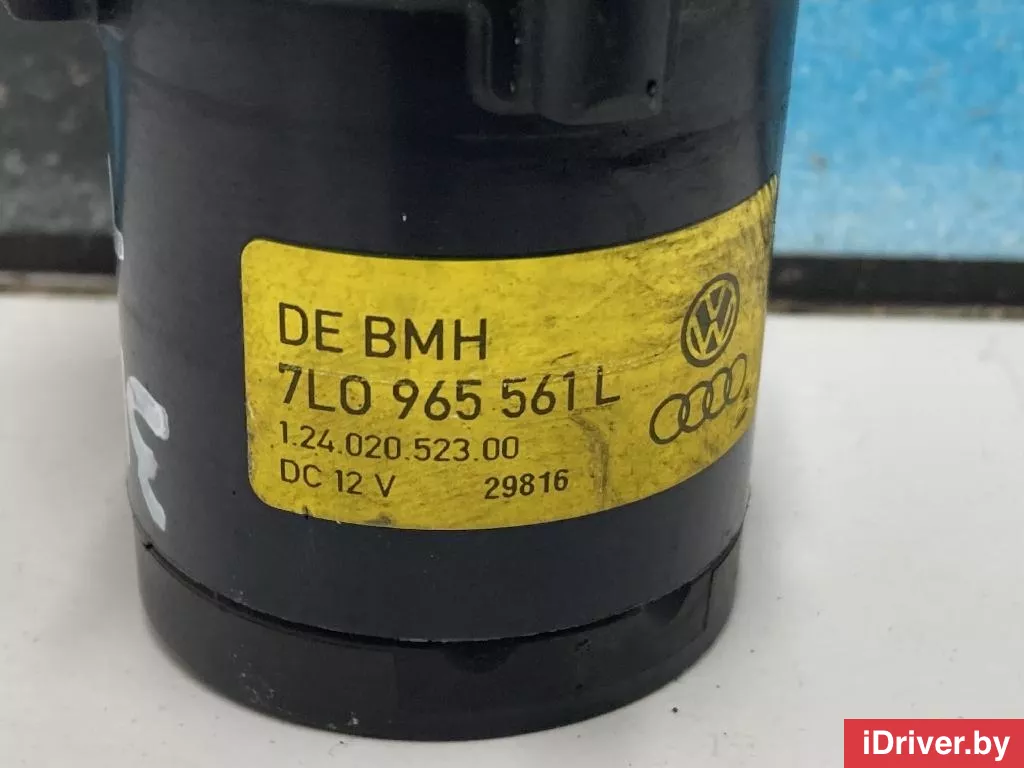 DE BMH
7L0 965 561 L
1.24.020.523.00
DC 12 V 29816
iDriver.by